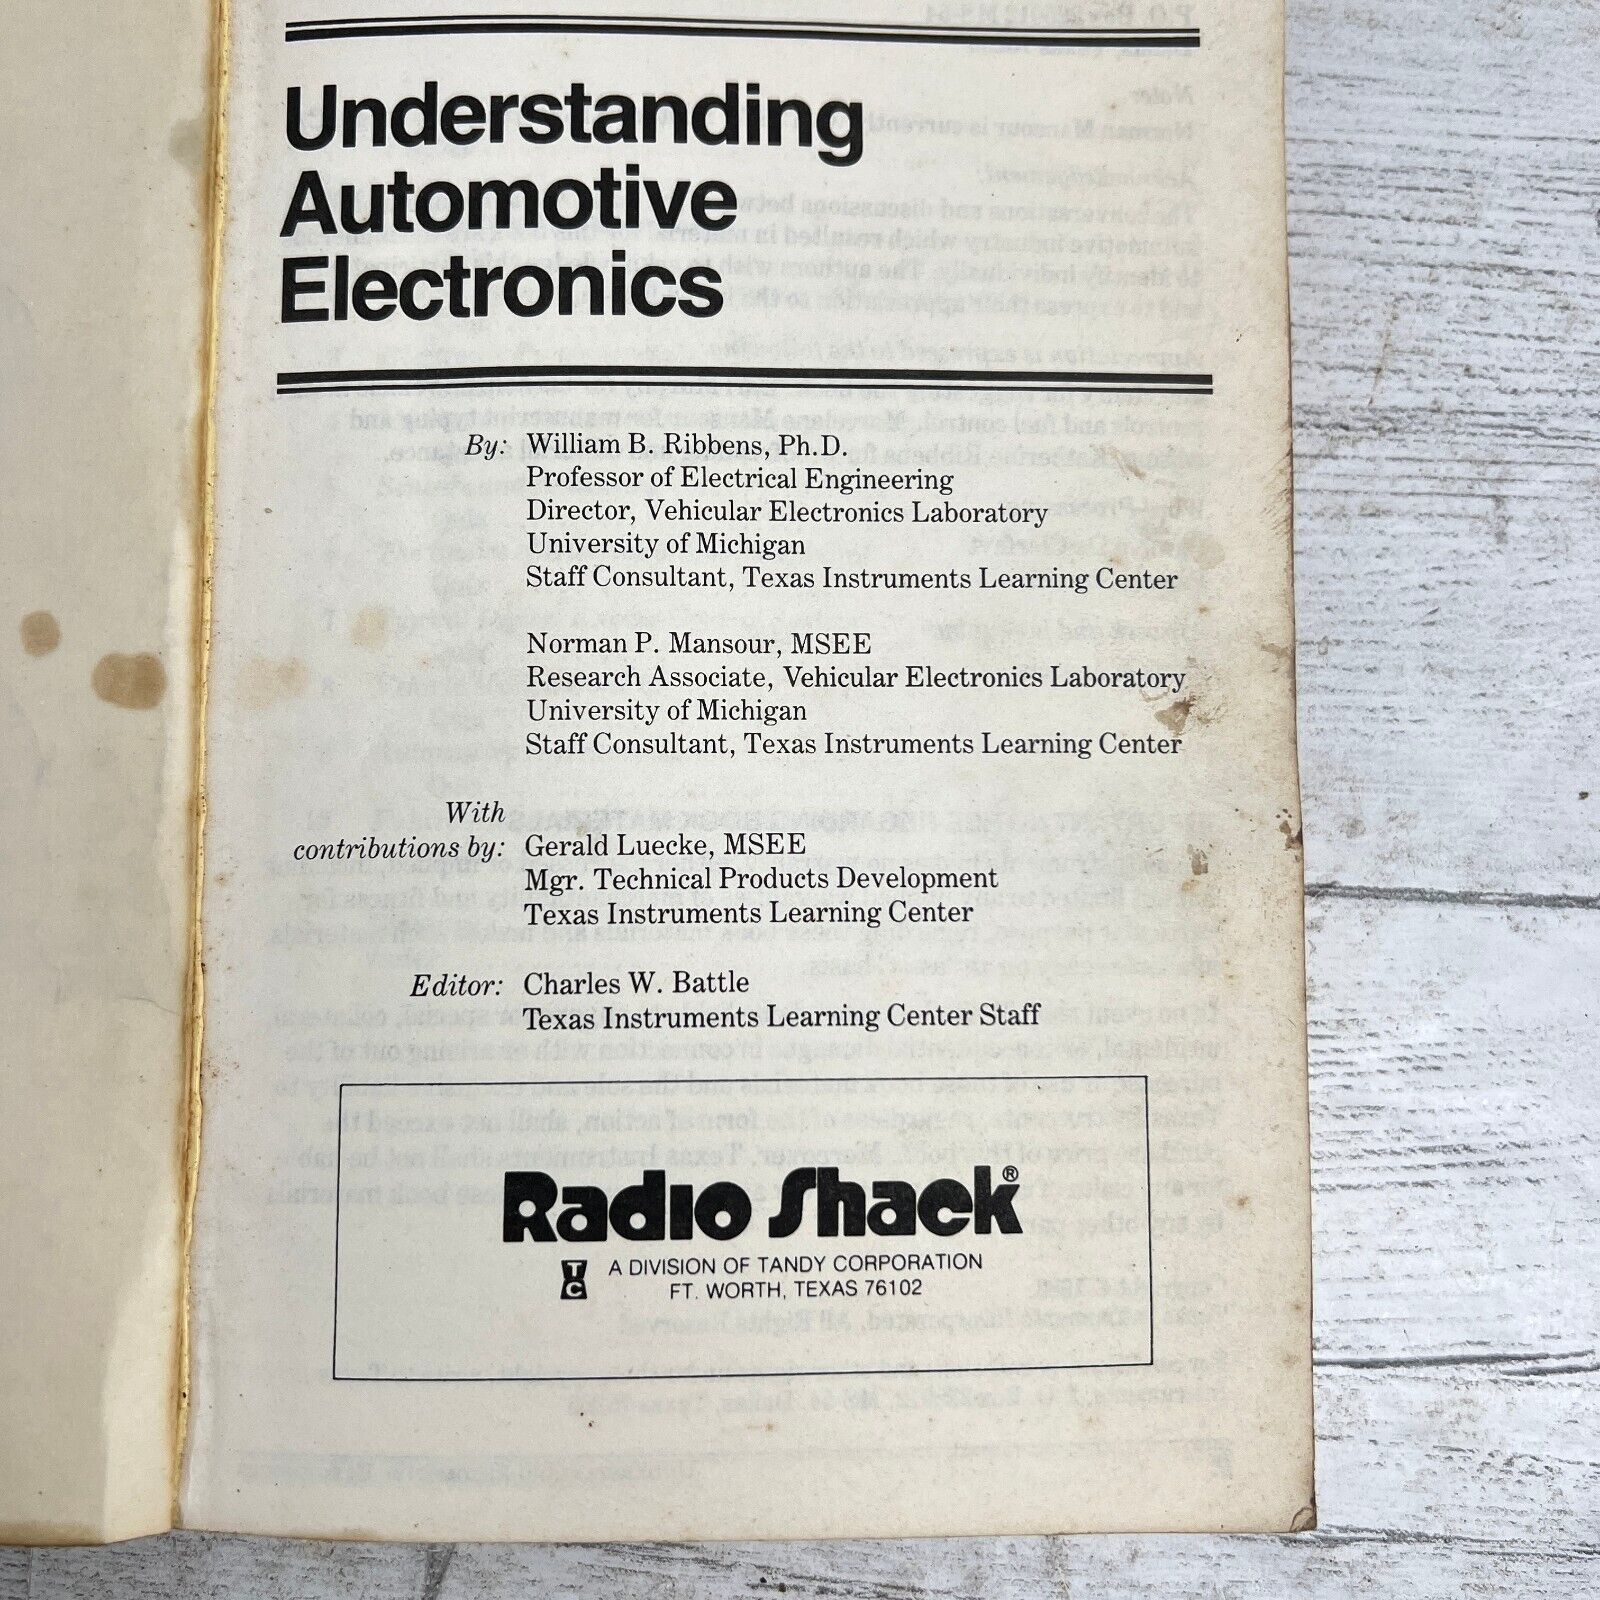 Understanding
Automotive
Electronics
By: William B. Ribbens, Ph.D.
Professor of Electrical Engineering
Director, Vehicular Electronics Laboratory
University of Michigan
Staff Consultant, Texas Instruments Learning Center
Norman P. Mansour, MSEE
Research Associate, Vehicular Electronics Laboratory
University of Michigan
Staff Consultant, Texas Instruments Learning Center
With
contributions by: Gerald Luecke, MSEE
Mgr. Technical Products Development
Texas Instruments Learning Center
Editor: Charles W. Battle
Texas Instruments Learning Center Staff
Radio Shack®
TC A DIVISION OF TANDY CORPORATION
FT. WORTH, TEXAS 76102